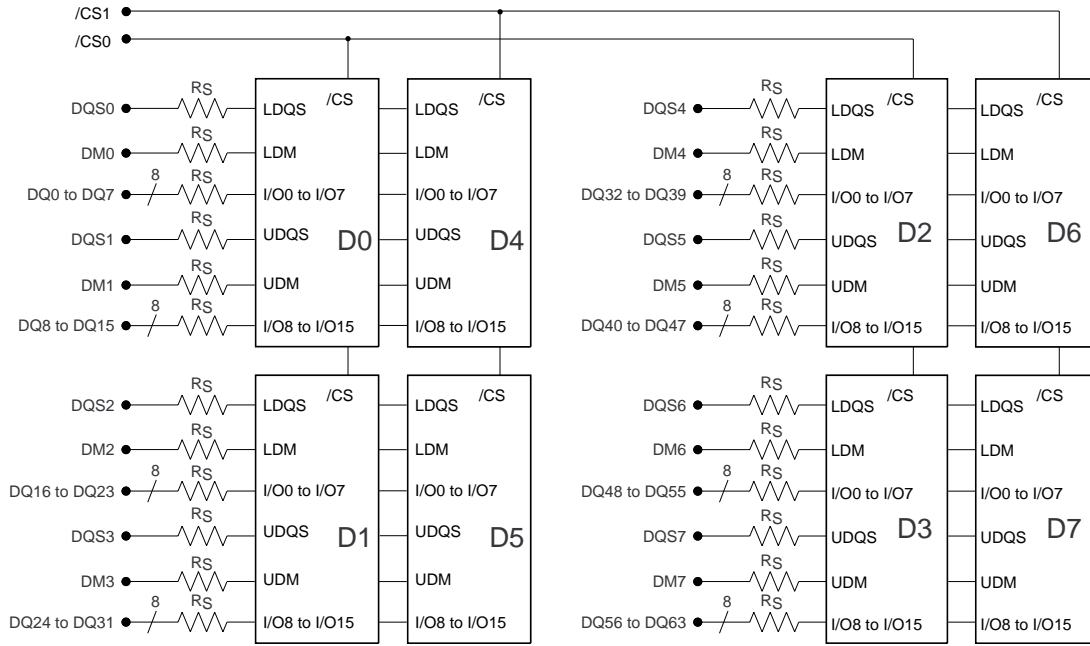 /CS1
/CS0
RS /CS /CS RS /CS /CS
DQS0 LDQS LDQS DQS4 LDQS LDQS
RS RS
DM0 LDM LDM DM4 LDM LDM
8 RS 8 RS
DQ0 to DQ7 I/O0 to I/O7 I/O0 to I/O7 DQ32 to DQ39 I/O0 to I/O7 I/O0 to I/O7
RS RS
DQS1 UDQS D0 UDQS D4 DQS5 UDQS D2 UDQS D6
RS RS
DM1 UDM UDM DM5 UDM UDM
8 RS 8 RS
DQ8 to DQ15 I/O8 to I/O15 I/O8 to I/O15 DQ40 to DQ47 I/O8 to I/O15 I/O8 to I/O15
RS /CS /CS RS /CS /CS
DQS2 LDQS LDQS DQS6 LDQS LDQS
RS RS
DM2 LDM LDM DM6 LDM LDM
8 RS 8 RS
DQ16 to DQ23 I/O0 to I/O7 I/O0 to I/O7 DQ48 to DQ55 I/O0 to I/O7 I/O0 to I/O7
RS RS
DQS3 UDQS D1 UDQS D5 DQS7 UDQS D3 UDQS D7
RS RS
DM3 UDM UDM DM7 UDM UDM
8 RS 8 RS
DQ24 to DQ31 I/O8 to I/O15 I/O8 to I/O15 DQ56 to DQ63 I/O8 to I/O15 I/O8 to I/O15